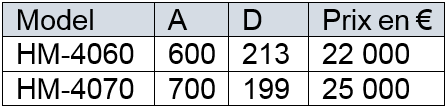 Model A D Prix en €
HM-4060 600 213 22 000
HM-4070 700 199 25 000